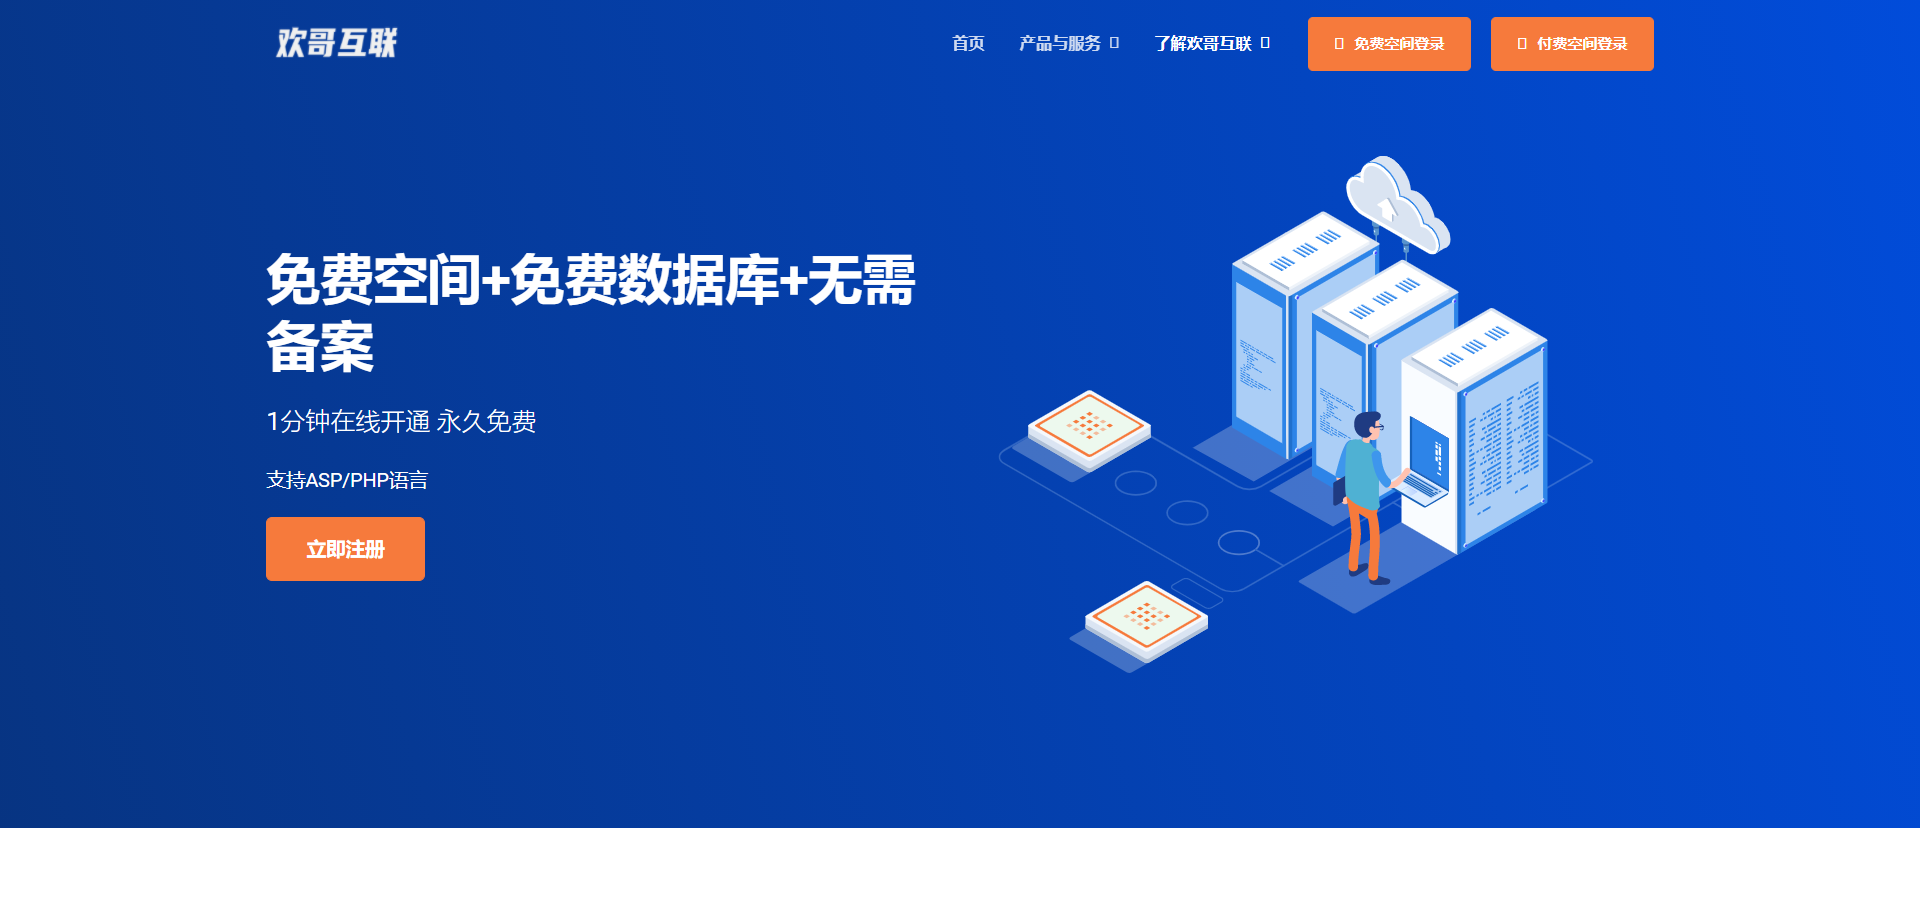 欢哥互联
首页
产品与服务
了解欢哥互联
免费空间登录
付费空间登录
免费空间+免费数据库+无需
备案
1分钟在线开通 永久免费
支持ASP/PHP语言
立即注册